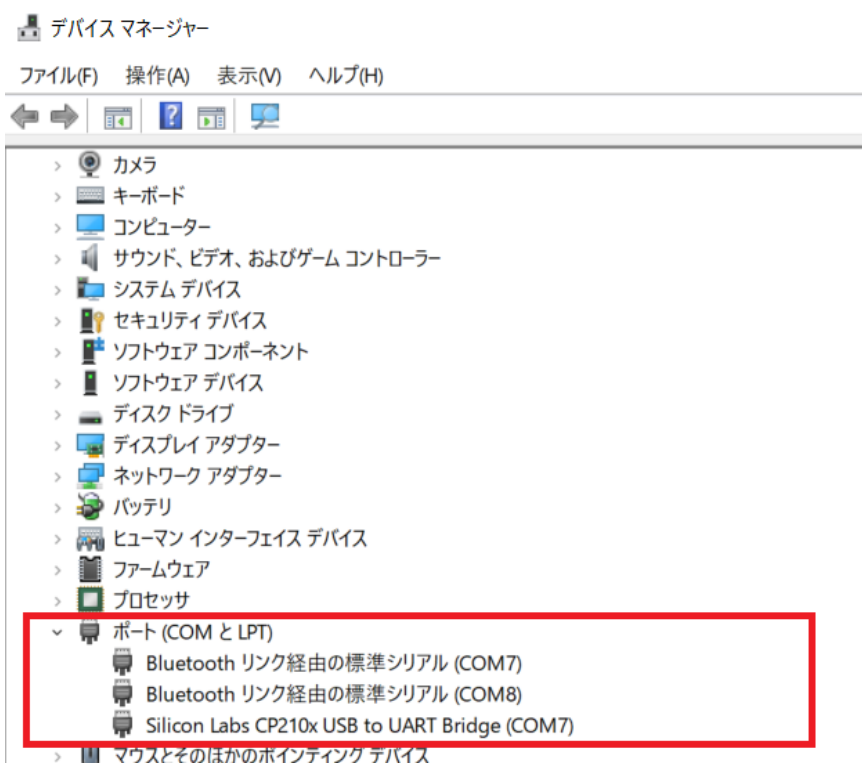 デバイス マネージャー
ファイル(F) 操作(A) 表示(V) ヘルプ(H)
カメラ
キーボード
コンピューター
サウンド、ビデオ、およびゲーム コントローラー
システム デバイス
セキュリティ デバイス
ソフトウェア コンポーネント
ソフトウェア デバイス
ディスク ドライブ
ディスプレイ アダプター
ネットワーク アダプター
バッテリ
ヒューマン インターフェイス デバイス
ファームウェア
プロセッサ
ポート (COM と LPT)
Bluetooth リンク経由の標準シリアル (COM7)
Bluetooth リンク経由の標準シリアル (COM8)
Silicon Labs CP210x USB to UART Bridge (COM7)
マウスとそのほかのポインティング デバイス